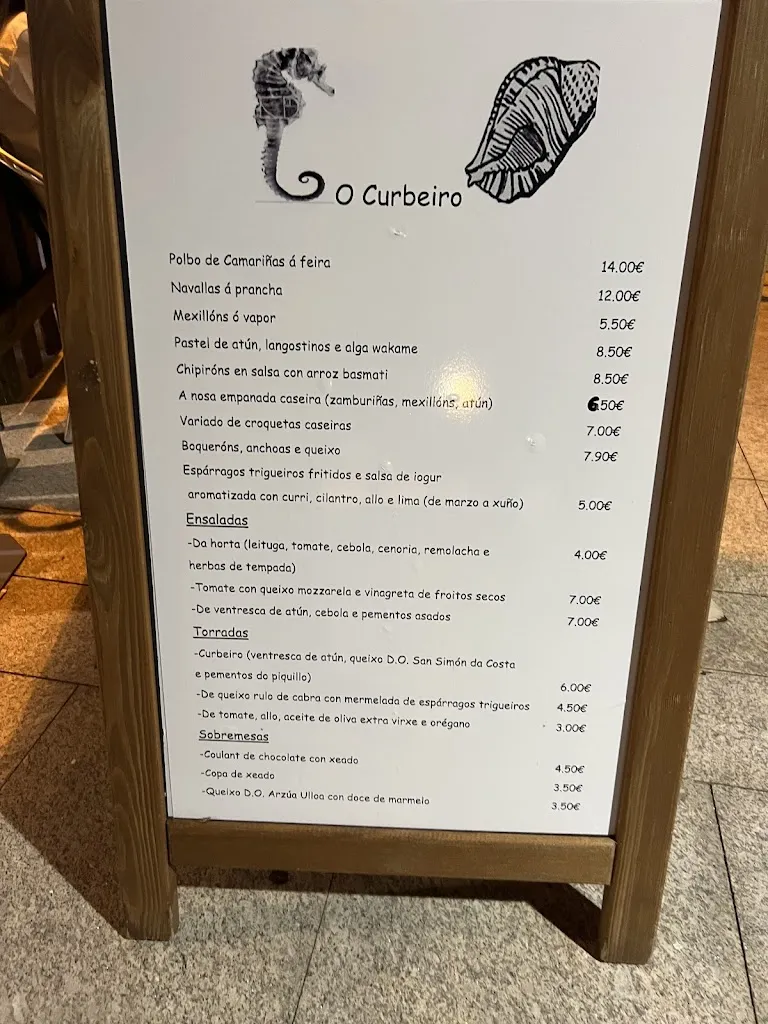 O Curbeiro
Polbo de Camariñas á feira 14.00€
Navallas á prancha 12.00€
Mexillóns ó vapor 5.50€
Pastel de atún, langostinos e alga wakame 8.50€
Chipiróns en salsa con arroz basmati 8.50€
A nosa empanada caseira (zamburiñas, mexillóns, atún) 6.50€
Variado de croquetas caseiras 7.00€
Boqueróns, anchoas e queixo 7.90€
Espárragos trigueiros fritidos e salsa de iogur
aromatizada con curri, cilantro, allo e lima (de marzo a xuño) 5.00€
Ensaladas
-Da horta (leituga, tomate, cebola, cenoria, remolacha e 4.00€
herbas de tempada)
-Tomate con queixo mozzarela e vinagreta de froitos secos 7.00€
-De ventresca de atún, cebola e pementos asados 7.00€
Torradas
-Curbeiro (ventresca de atún, queixo D.O. San Simón da Costa
e pementos do piquillo) 6.00€
-De queixo rulo de cabra con mermelada de espárragos trigueiros 4.50€
-De tomate, allo, aceite de oliva extra virxe e orégano 3.00€
Sobremesas
-Coulant de chocolate con xeado 4.50€
-Copa de xeado 3.50€
-Queixo D.O. Arzúa Ulloa con doce de marmelo 3.50€